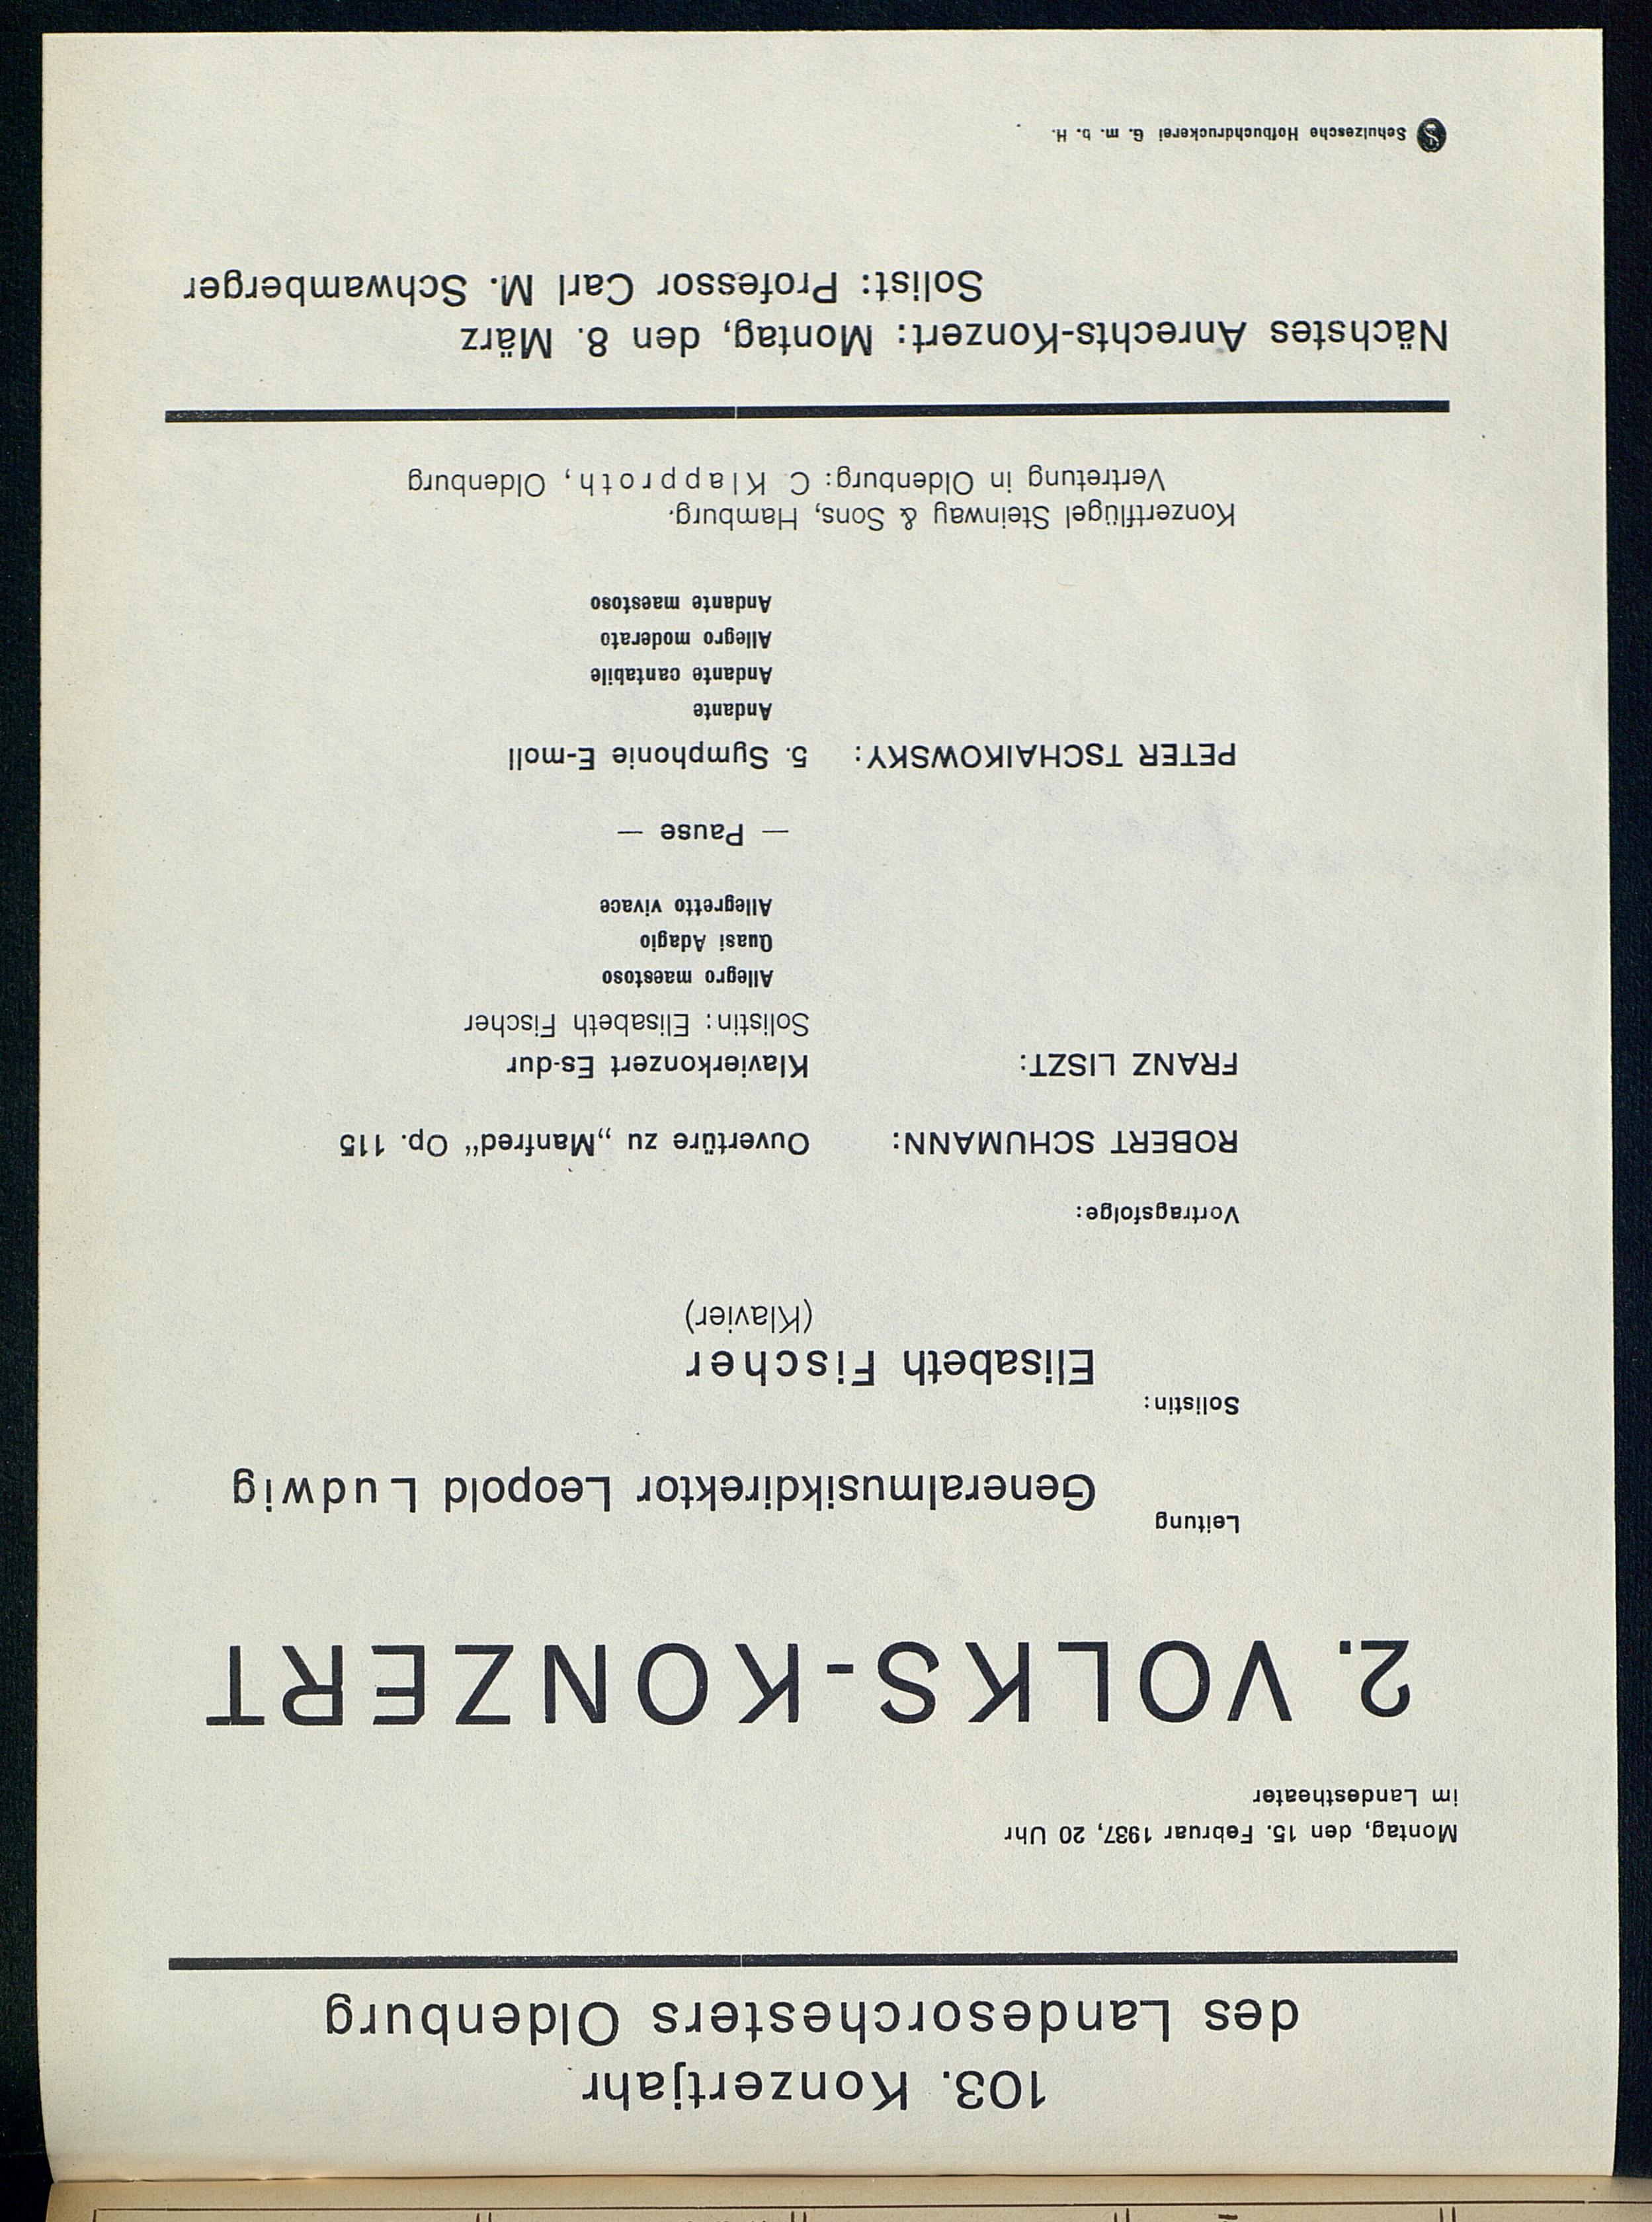 103. Konzertjahr
des Landesorchesters Oldenburg
Montag, den 15. Februar 1937, 20 Uhr
im Landestheater
2. VOLKS-KONZERT
Leitung
Generalmusikdirektor Leopold Ludwig
Solistin:
Elisabeth Fischer
(Klavier)
Vortragsfolge:
ROBERT SCHUMANN: Ouvertüre zu „Manfred“ Op. 115
FRANZ LISZT: Klavierkonzert Es-dur
Solistin: Elisabeth Fischer
Allegro maestoso
Quasi Adagio
Allegretto vivace
— Pause —
PETER TSCHAIKOWSKY: 5. Symphonie E-moll
Andante
Andante cantabile
Allegro moderato
Andante maestoso
Konzertflügel Steinway & Sons, Hamburg.
Vertretung in Oldenburg: C Klapproth, Oldenburg
Nächstes Anrechts-Konzert: Montag, den 8. März
Solist: Professor Carl M. Schwamberger
Schulzesche Hofbuchdruckerei G. m. b. H.